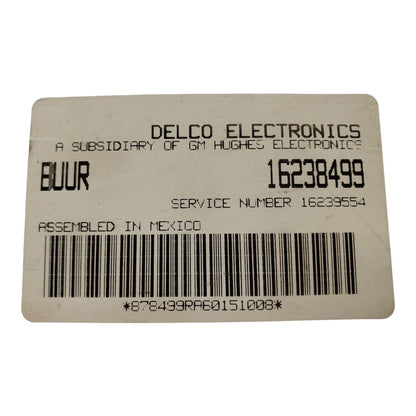 DELCO ELECTRONICS
A SUBSIDIARY OF GM HUGHES ELECTRONICS
BUUR 16238499
SERVICE NUMBER 16239554
ASSEMBLED IN MEXICO
*878499RA60151008*